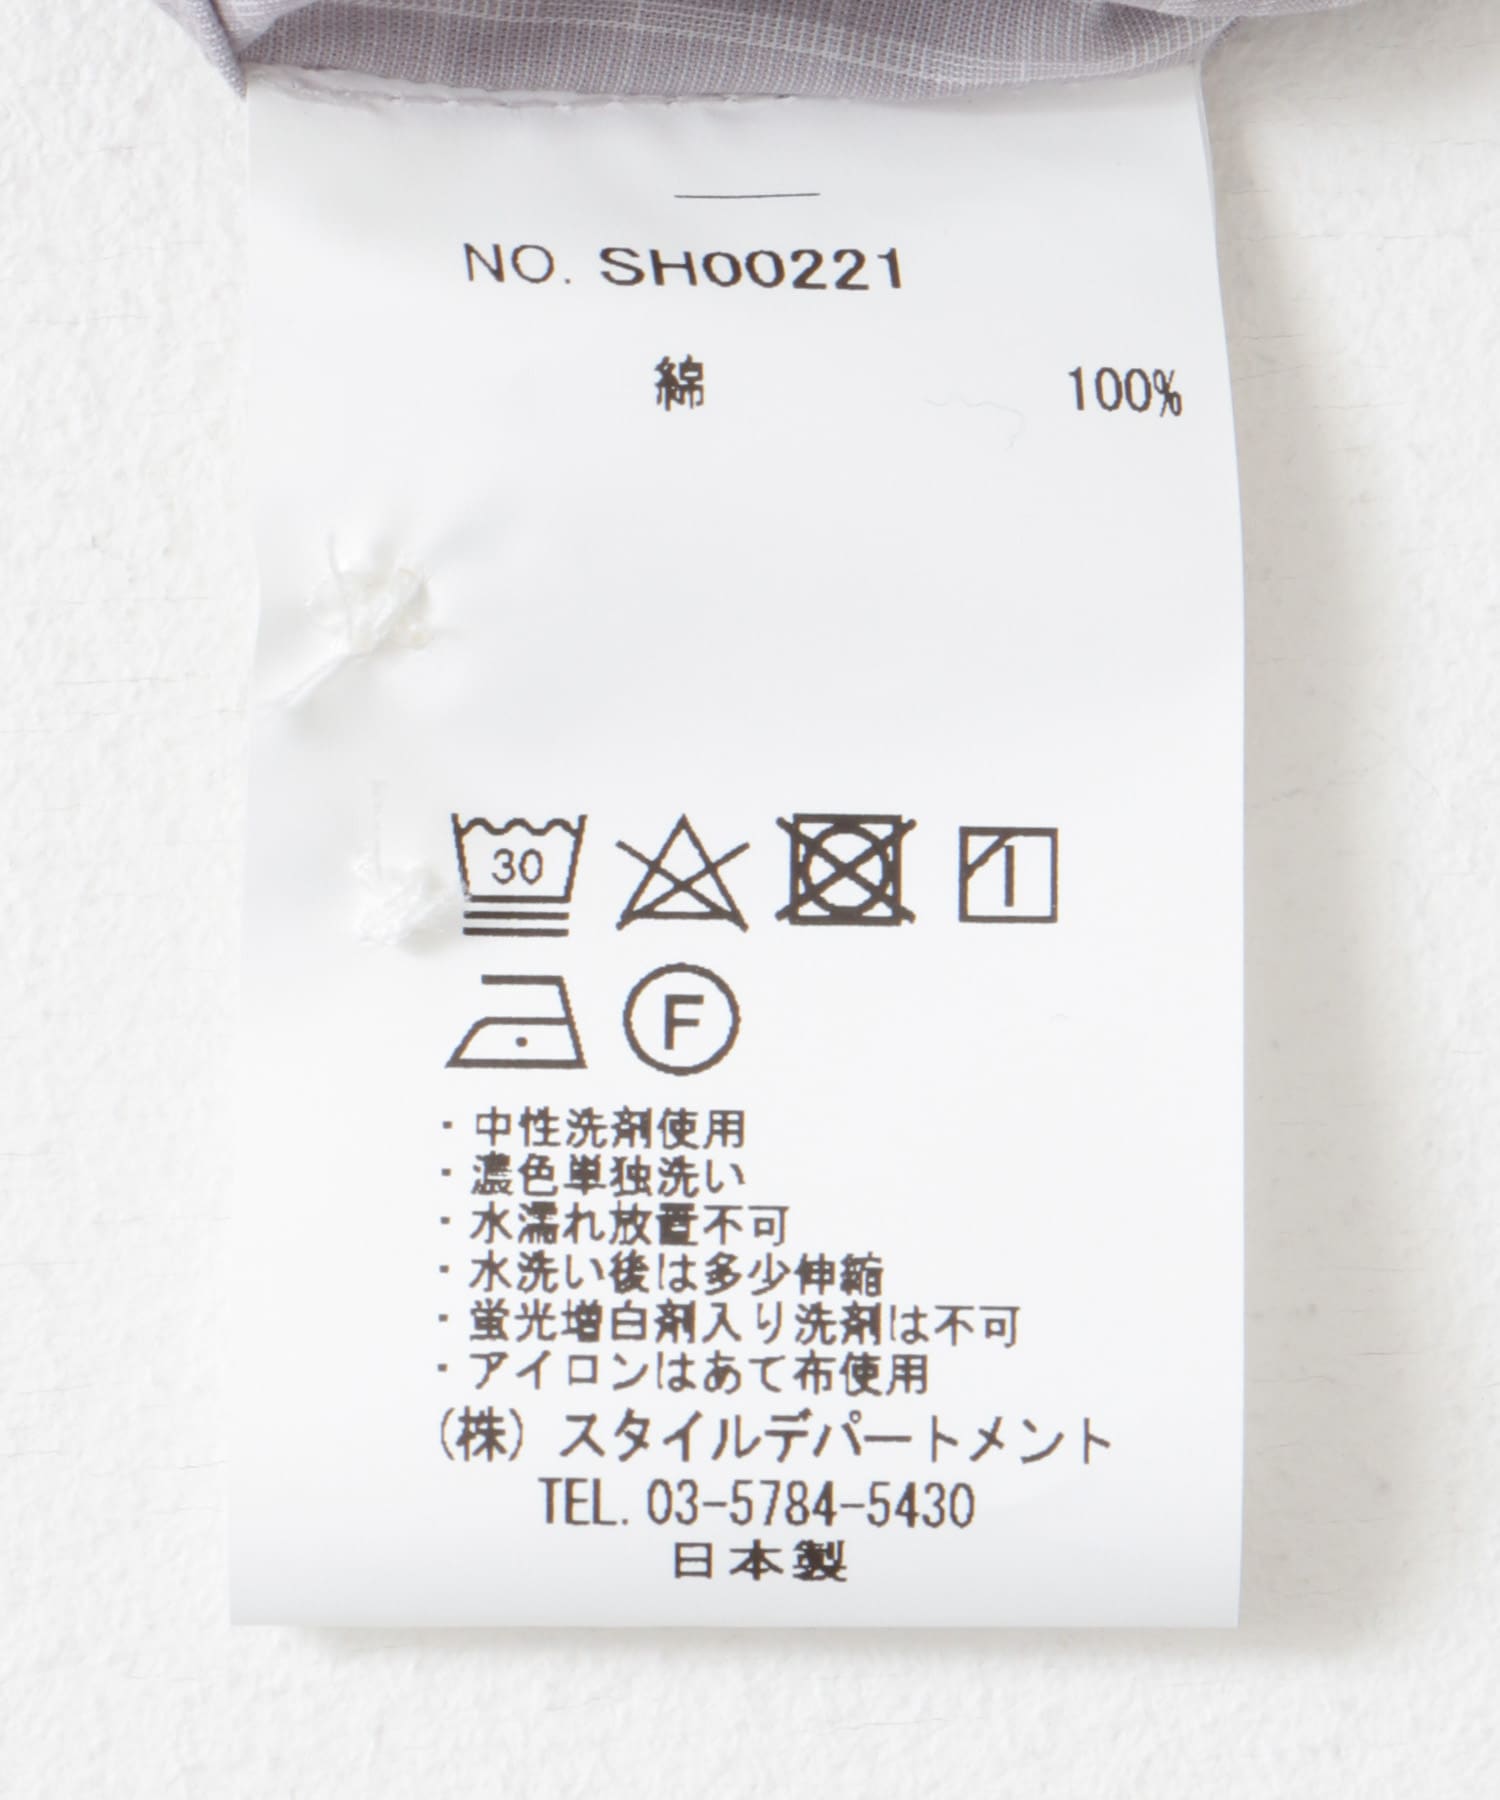 NO. SH00221
綿 100%
30
F
・中性洗剤使用
・濃色単独洗い
・水濡れ放置不可
・水洗い後は多少伸縮
・蛍光増白剤入り洗剤は不可
・アイロンはあて布使用
(株) スタイルデパートメント
TEL. 03-5784-5430
日本製